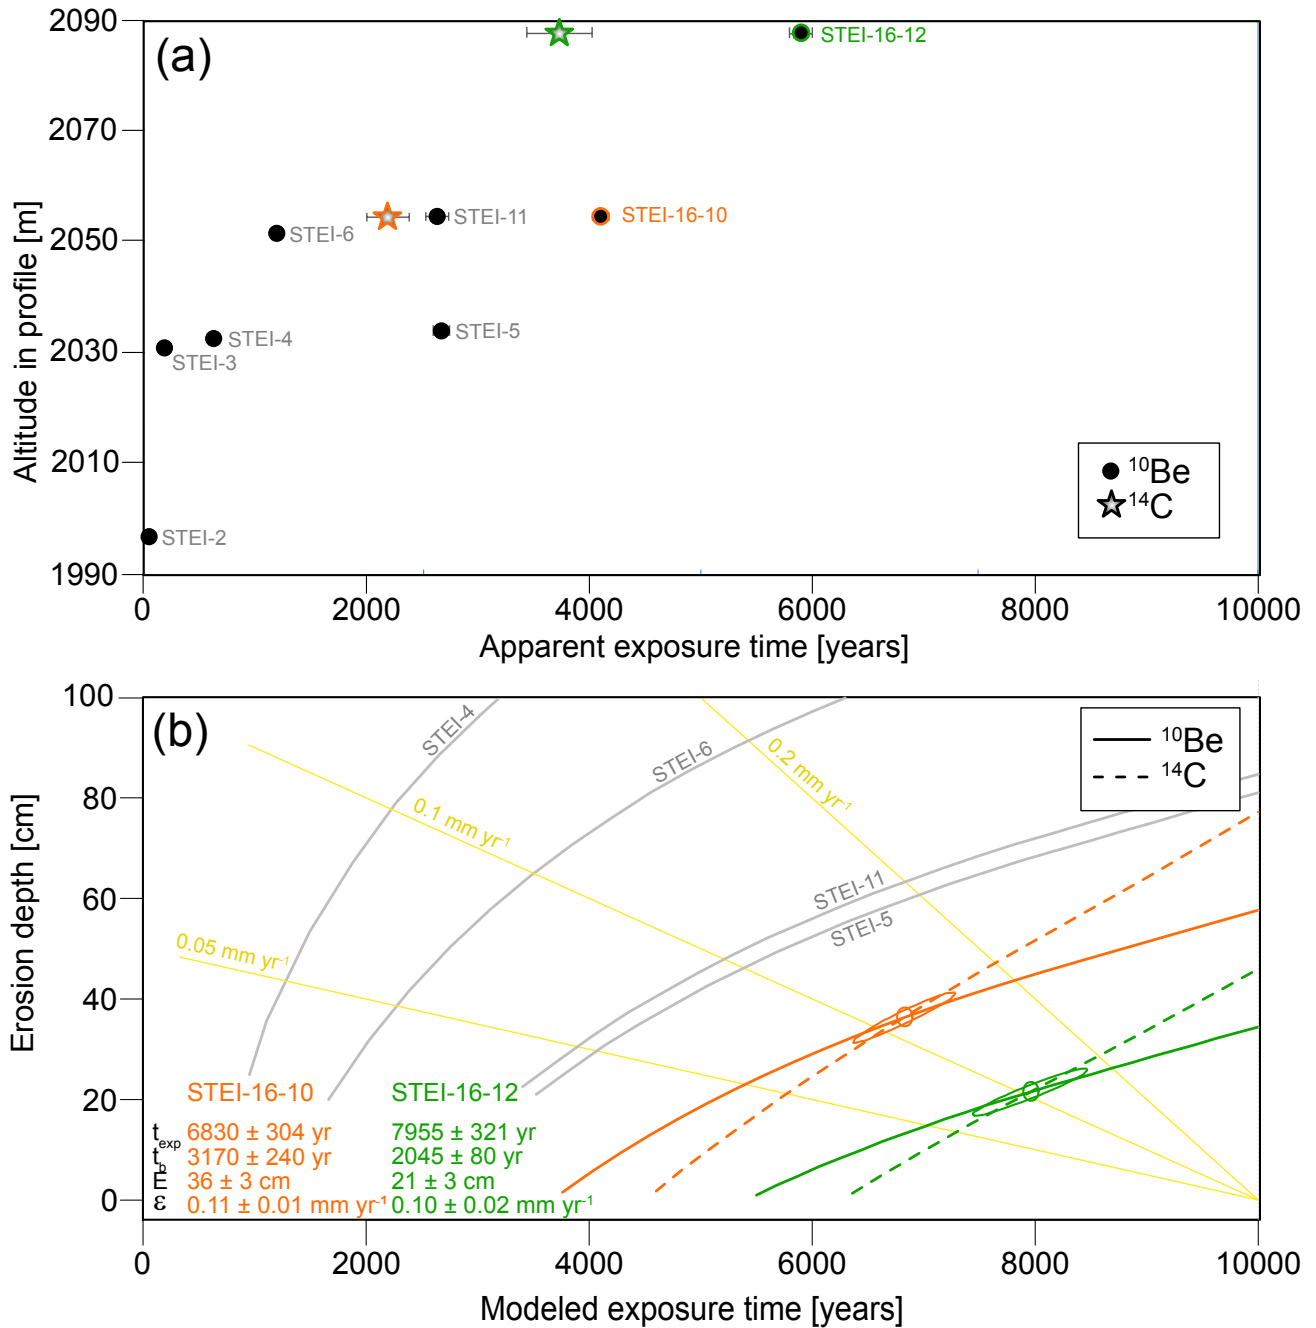 2090
(a)
STEI-16-12
2070
STEI-11
STEI-16-10
2050
STEI-6
STEI-4
STEI-5
2030
STEI-3
2010
¹⁰Be
¹⁴C
STEI-2
1990
Altitude in profile [m]
0 2000 4000 6000 8000 10000
Apparent exposure time [years]
100
(b)
STEI-4
STEI-6
0.2 mm yr⁻¹
¹⁰Be
¹⁴C
80
0.1 mm yr⁻¹
60
STEI-11
STEI-5
0.05 mm yr⁻¹
40
20
0
Erosion depth [cm]
STEI-16-10 STEI-16-12
t_exp 6830 ± 304 yr 7955 ± 321 yr
t_b 3170 ± 240 yr 2045 ± 80 yr
E 36 ± 3 cm 21 ± 3 cm
ε 0.11 ± 0.01 mm yr⁻¹ 0.10 ± 0.02 mm yr⁻¹
0 2000 4000 6000 8000 10000
Modeled exposure time [years]